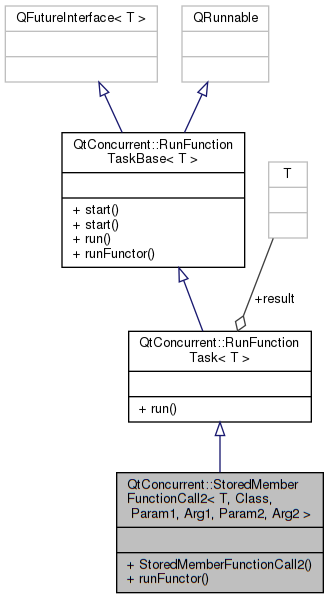 QFutureInterface< T >
QRunnable
QtConcurrent::RunFunction
TaskBase< T >
+ start()
+ start()
+ run()
+ runFunctor()
T
+result
QtConcurrent::RunFunction
Task< T >
+ run()
QtConcurrent::StoredMember
FunctionCall2< T, Class,
Param1, Arg1, Param2, Arg2 >
+ StoredMemberFunctionCall2()
+ runFunctor()